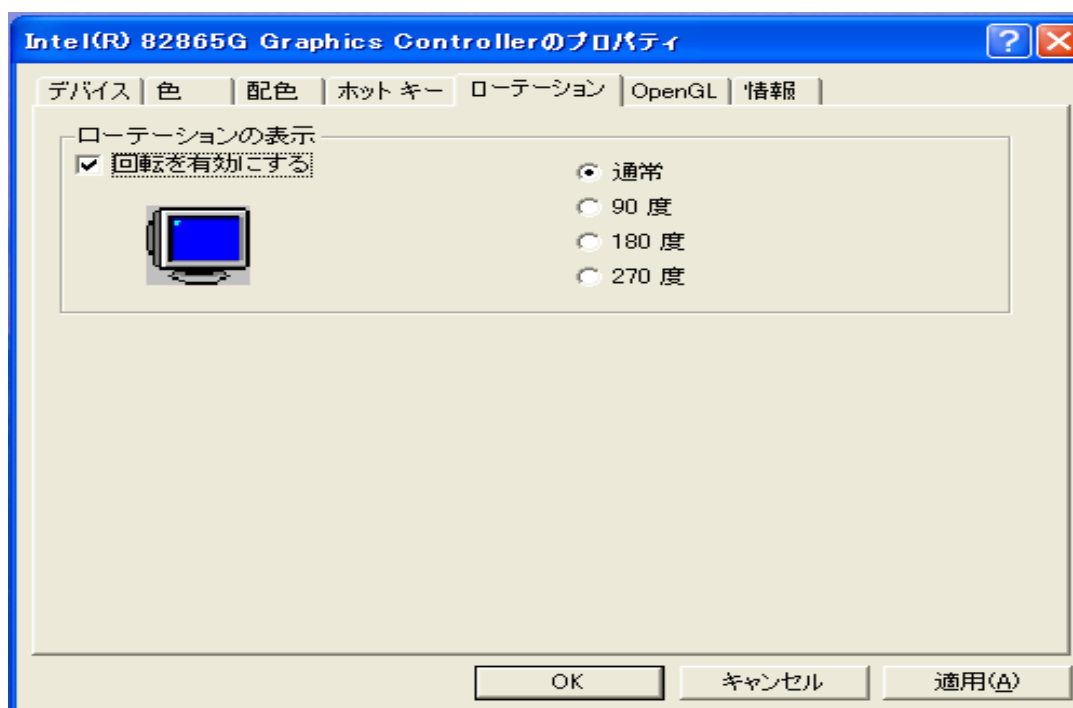 Intel(R) 82865G Graphics Controllerのプロパティ
デバイス 色 配色 ホット キー ローテーション OpenGL 情報
ローテーションの表示
回転を有効にする
通常
90 度
180 度
270 度
OK キャンセル 適用(A)